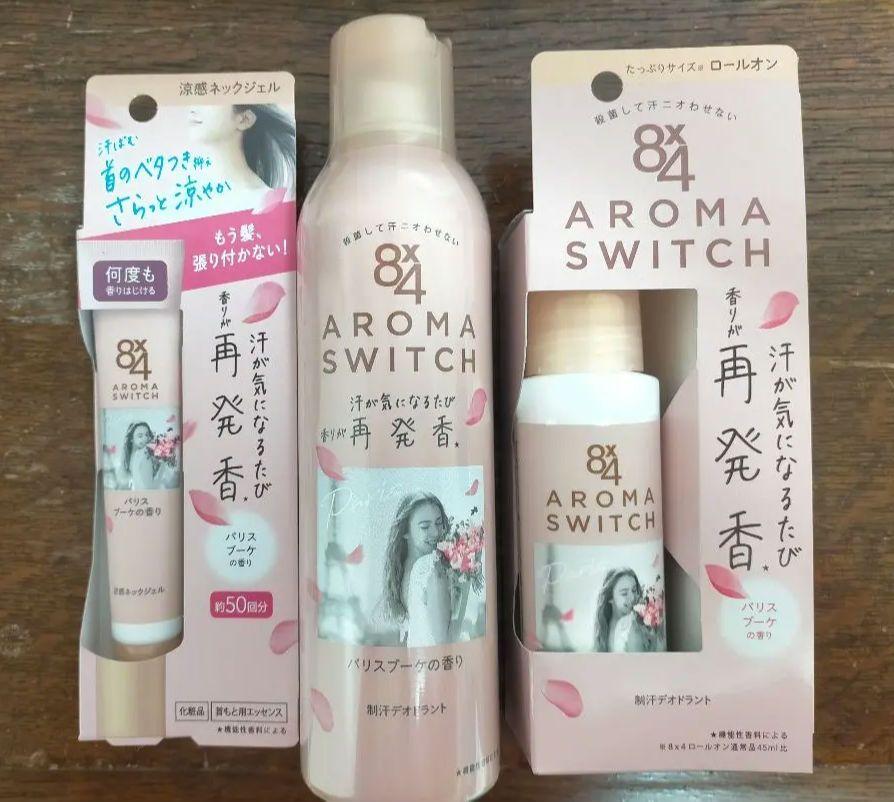 涼感ネックジェル
汗ばむ
首のベタつき抑え
さらっと涼やか
もう髪、
張り付かない!
何度も
香りはじける
香りが
再発香★
汗が気になるたび
8x4
AROMA
SWITCH
パリス
ブーケの香り
涼感ネックジェル
パリス
ブーケ
の香り
約50回分
化粧品 首もと用エッセンス
★機能性香料による
殺菌して汗ニオわせない
8x4
AROMA
SWITCH
汗が気になるたび
香りが再発香★
Paris
パリスブーケの香り
制汗デオドラント
たっぷりサイズ※ ロールオン
殺菌して汗ニオわせない
8x4
AROMA
SWITCH
汗が気になるたび
香りが
再発香★
8x4
AROMA
SWITCH
Paris
パリス
ブーケ
の香り
制汗デオドラント
★機能性香料による
※8x4ロールオン通常品45ml比